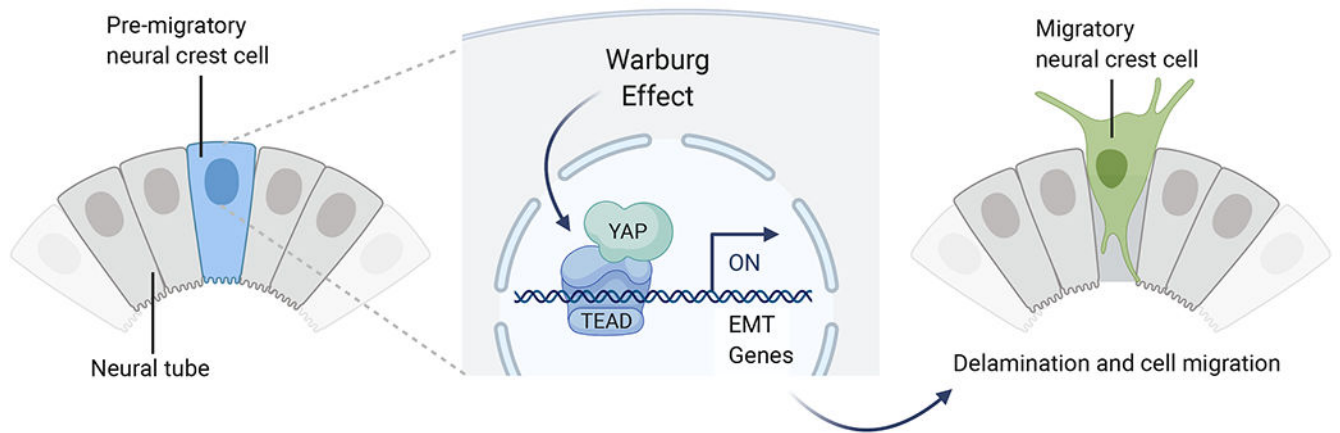 Pre-migratory
neural crest cell
Neural tube
Warburg
Effect
YAP
TEAD
ON
EMT
Genes
Migratory
neural crest cell
Delamination and cell migration